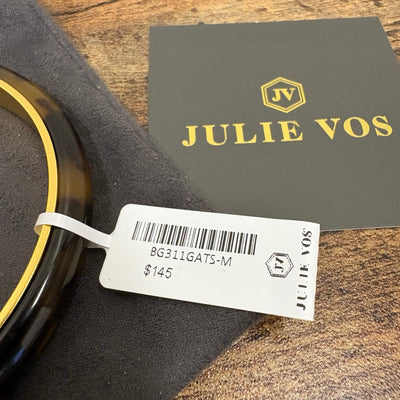 JV
JULIE VOS
BG311GATS-M
$145
JV
JULIE VOS